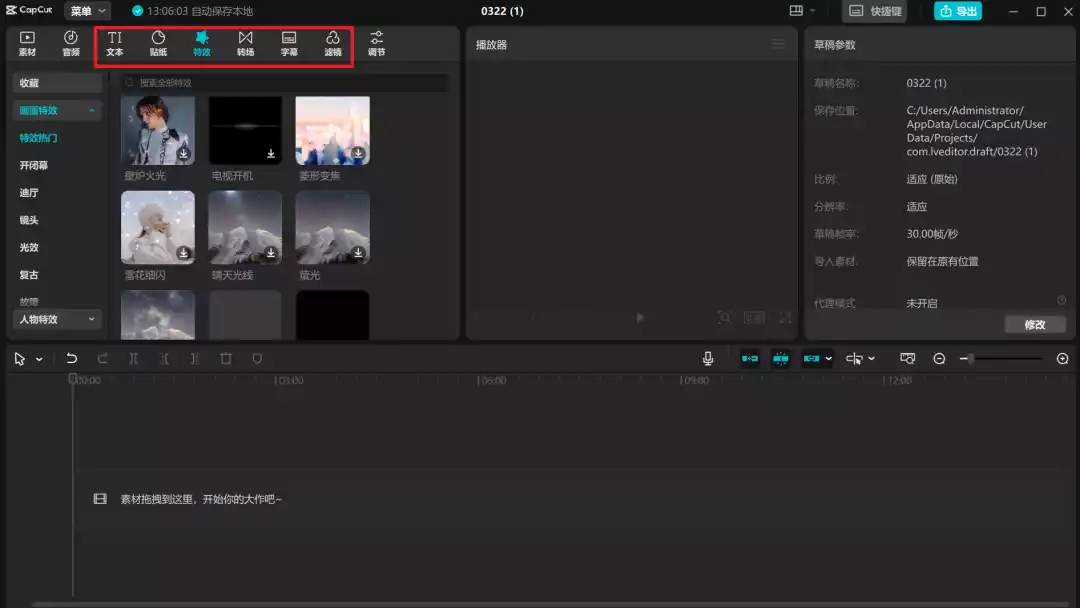 CapCut
菜单
13:06:03 自动保存本地
0322 (1)
快捷键
导出
素材
音频
文本
贴纸
特效
转场
字幕
滤镜
调节
收藏
画面特效
特效热门
开闭幕
迪厅
镜头
光效
复古
故障
人物特效
搜索全部特效
壁炉火光
电视开机
菱形变焦
雪花细闪
晴天光线
萤光
播放器
草稿参数
草稿名称:
0322 (1)
保存位置:
C:/Users/Administrator/
AppData/Local/CapCut/User
Data/Projects/
com.lveditor.draft/0322 (1)
比例:
适应 (原始)
分辨率:
适应
草稿帧率:
30.00帧/秒
导入素材:
保留在原有位置
代理模式
未开启
修改
00:00
03:00
06:00
09:00
12:00
素材拖拽到这里，开始你的大作吧~